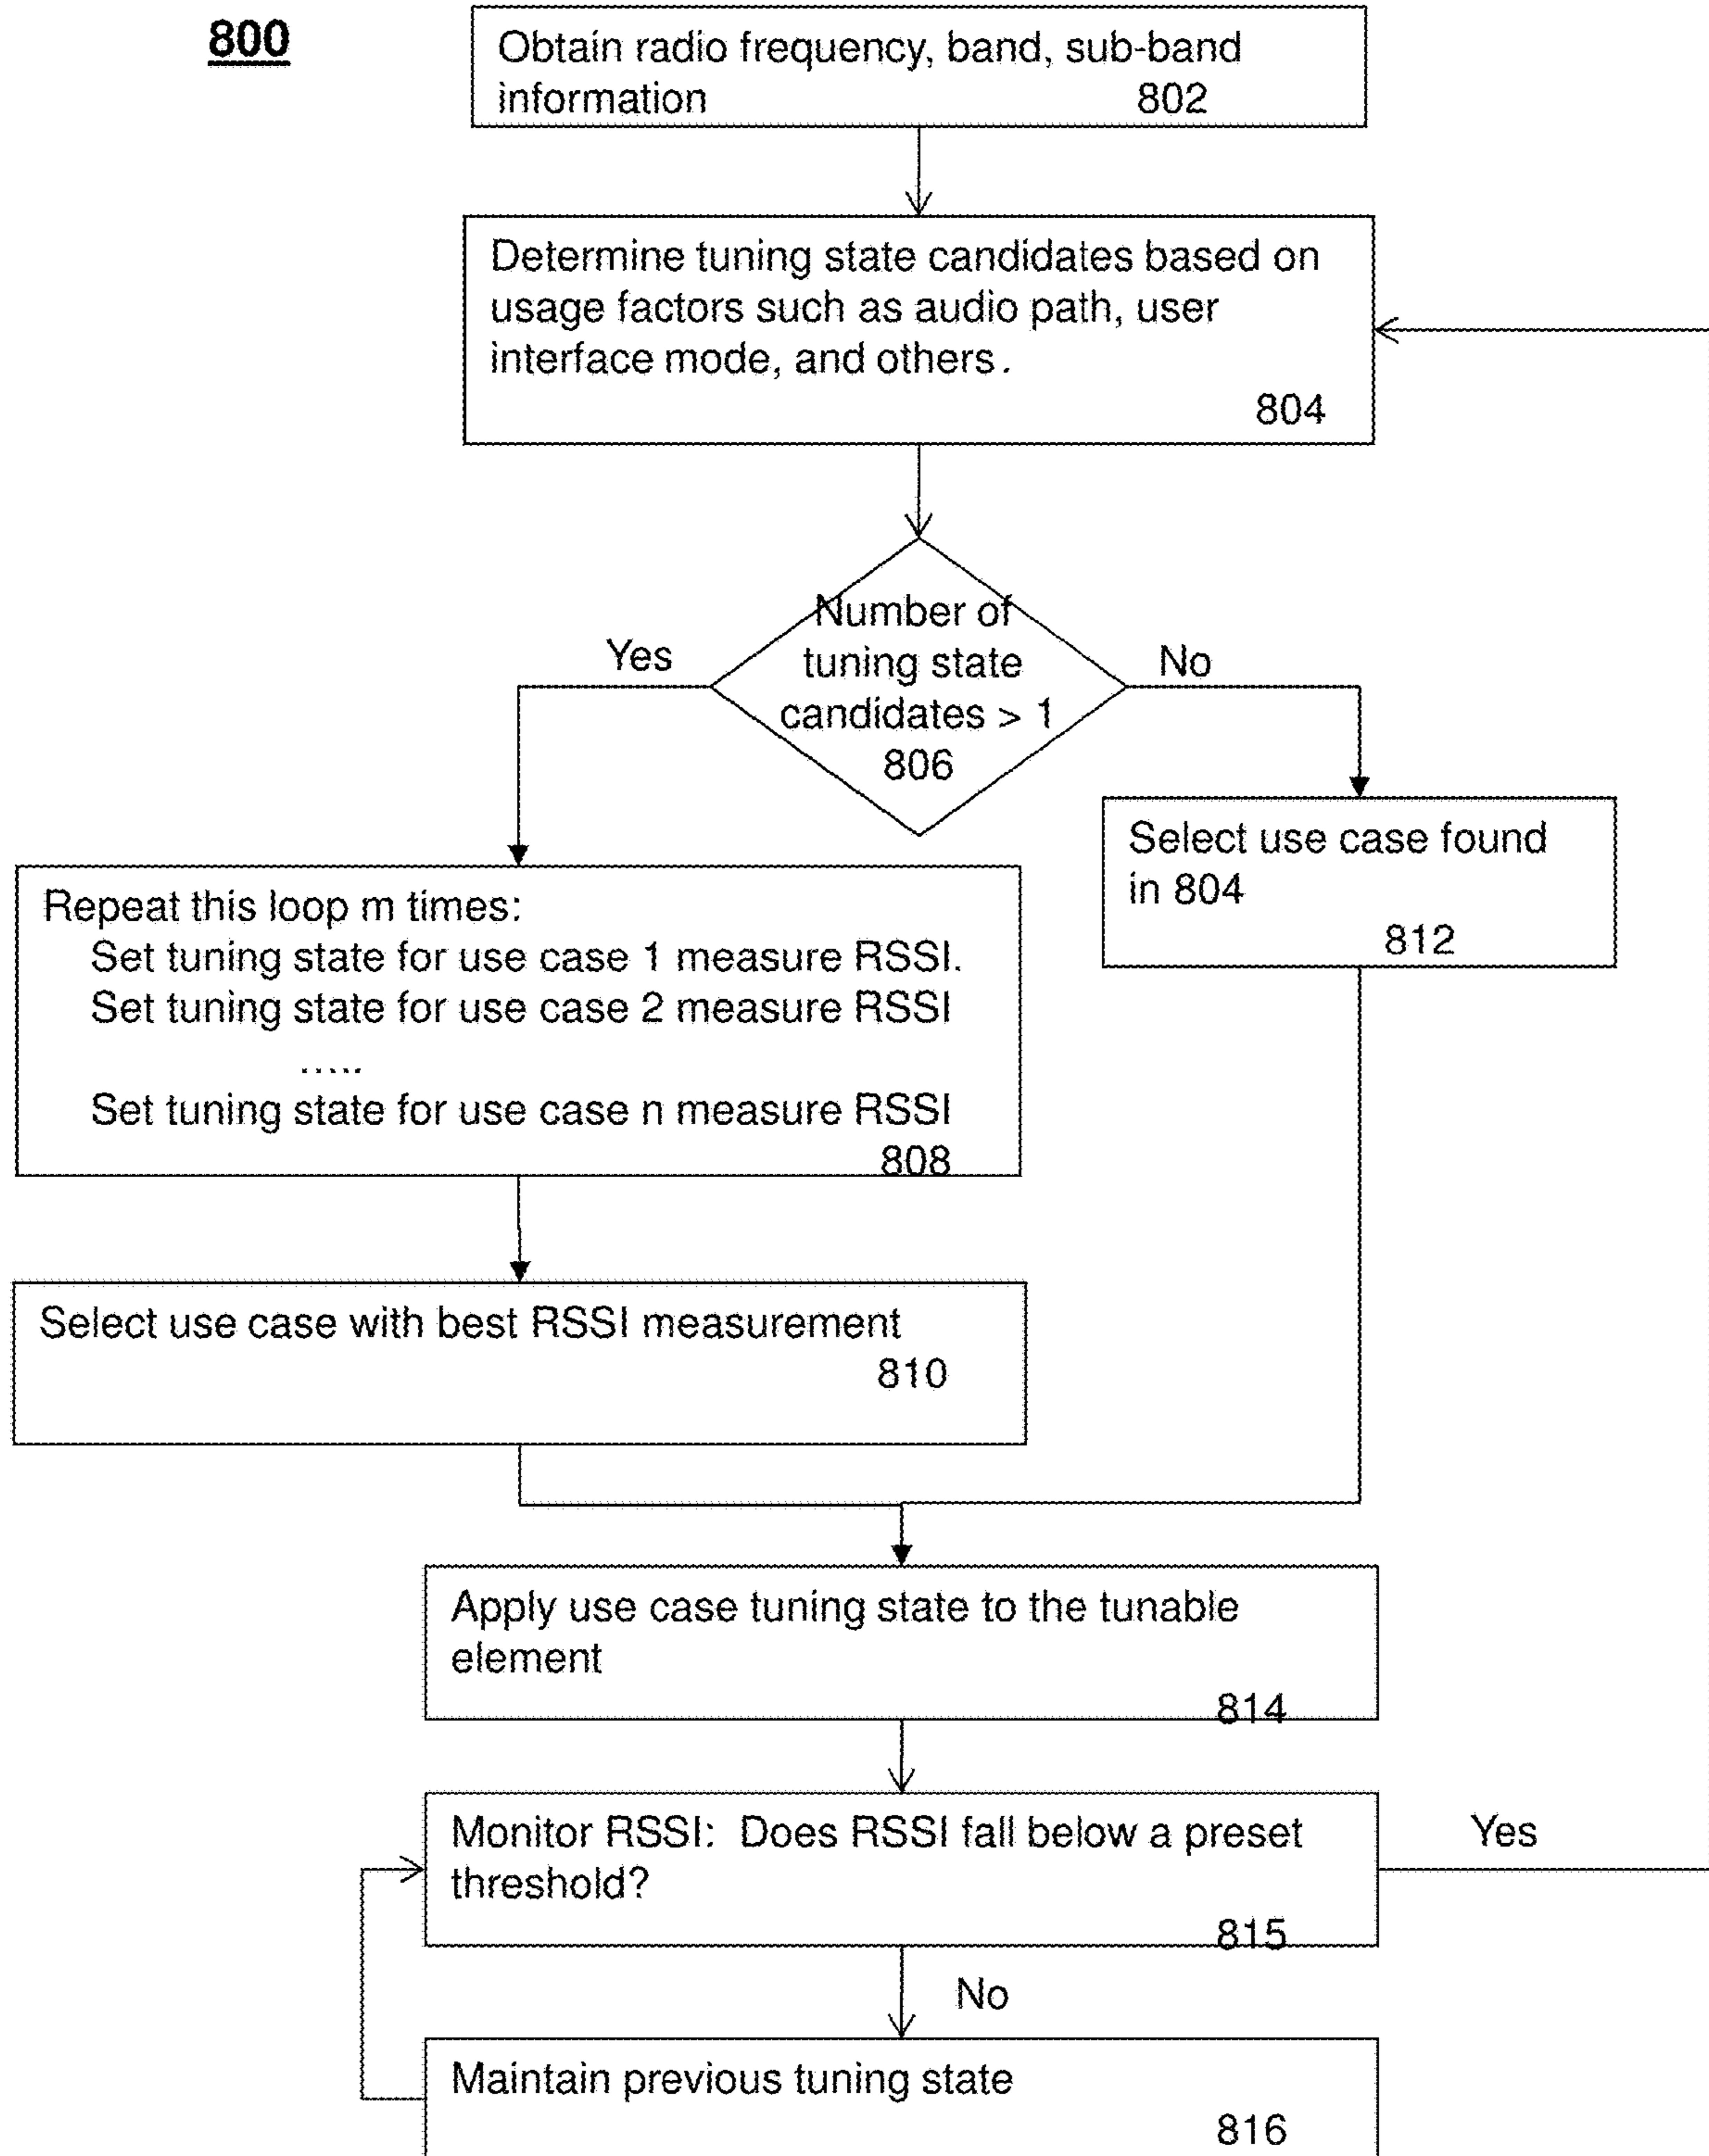 800
Obtain radio frequency, band, sub-band
information 802
Determine tuning state candidates based on
usage factors such as audio path, user
interface mode, and others.
804
Number of
tuning state
candidates > 1
806
Yes
No
Select use case found
in 804
812
Repeat this loop m times:
Set tuning state for use case 1 measure RSSI.
Set tuning state for use case 2 measure RSSI
.....
Set tuning state for use case n measure RSSI
808
Select use case with best RSSI measurement
810
Apply use case tuning state to the tunable
element
814
Monitor RSSI: Does RSSI fall below a preset
threshold?
815
Yes
No
Maintain previous tuning state
816